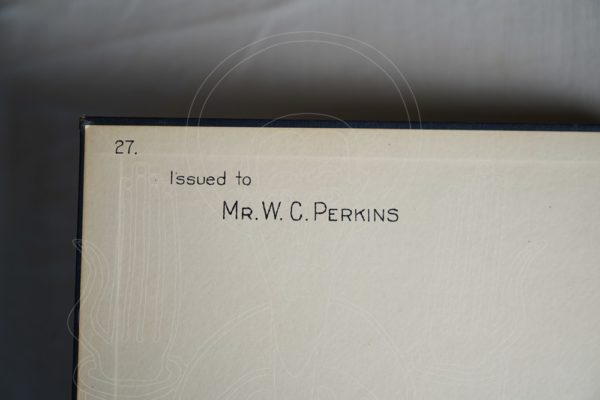 27.
Issued to
MR. W. C. PERKINS